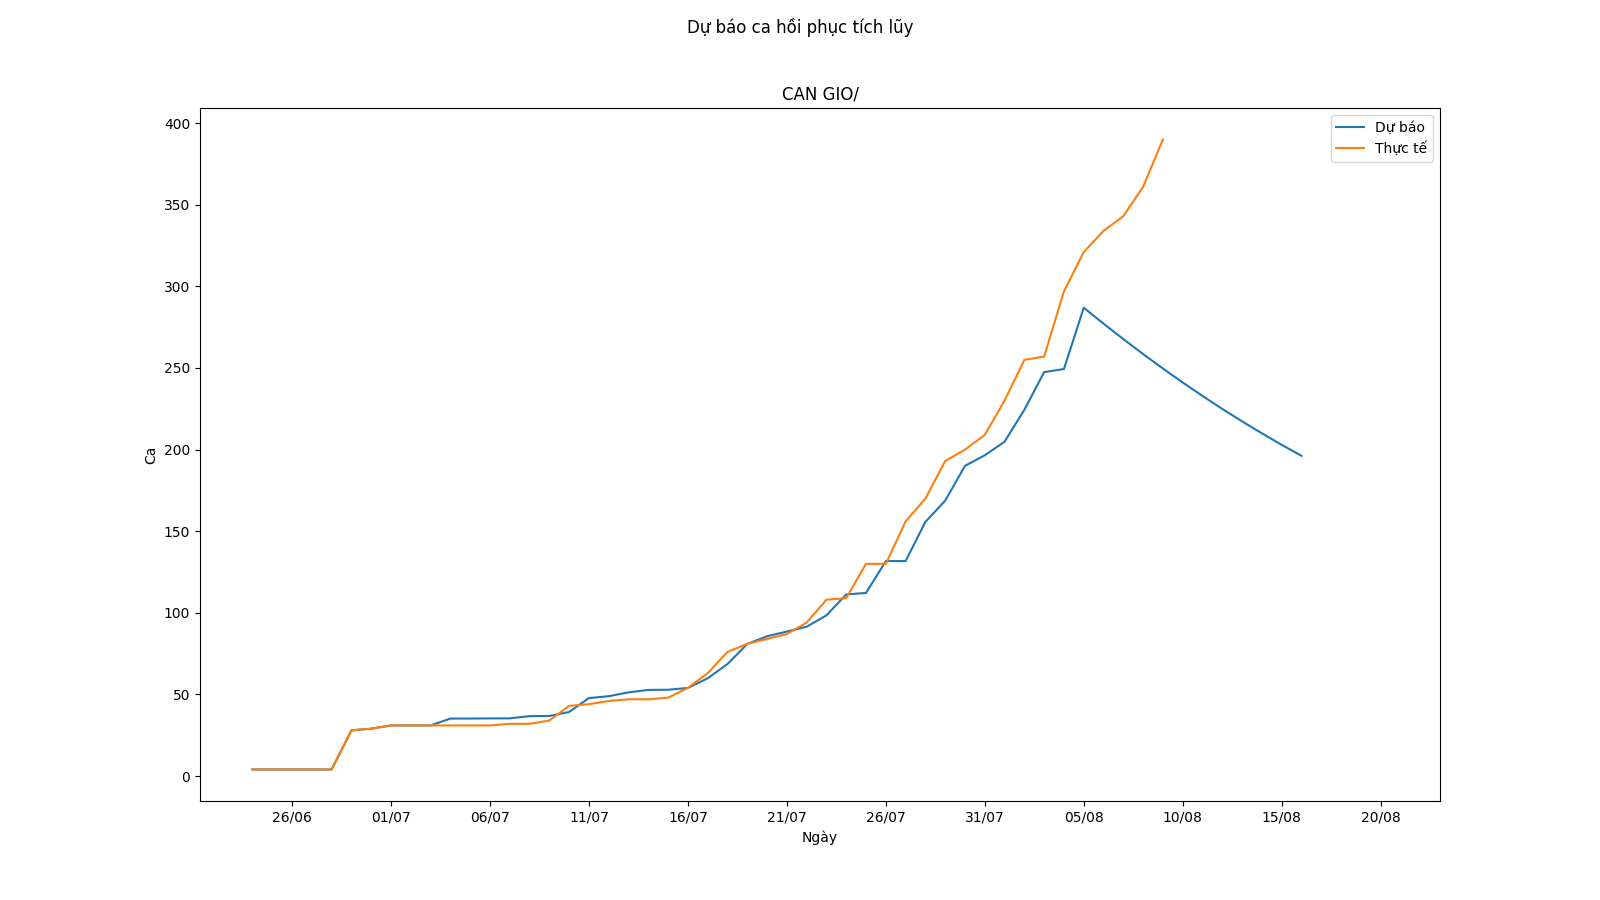 Dự báo ca hồi phục tích lũy
CAN GIO/
Dự báo
Thực tế
400
350
300
250
200
150
100
50
0
Ca
26/06 01/07 06/07 11/07 16/07 21/07 26/07 31/07 05/08 10/08 15/08 20/08
Ngày